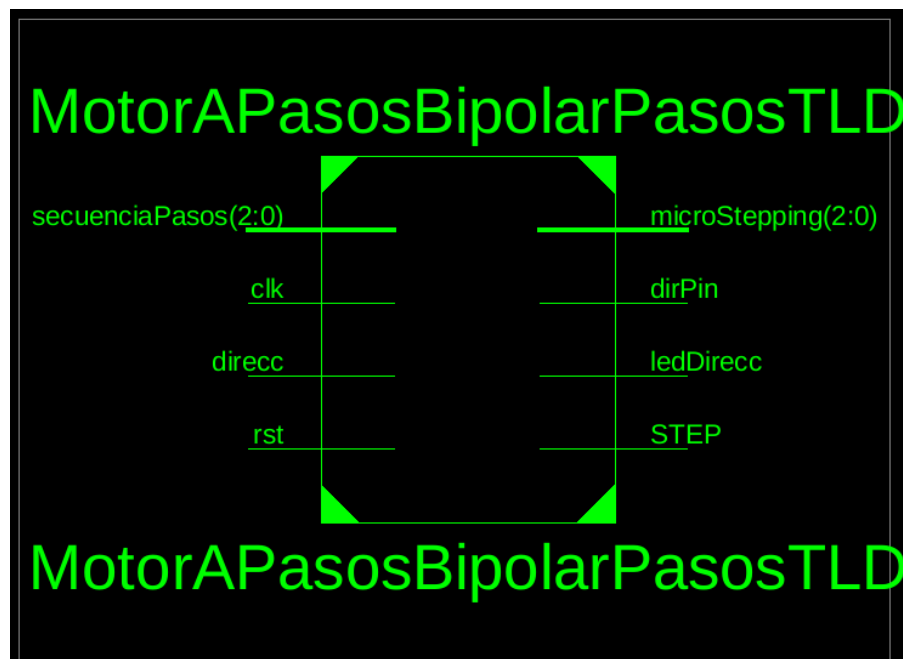 MotorAPasosBipolarPasosTLD
secuenciaPasos(2:0) microStepping(2:0)
clk dirPin
direcc ledDirecc
rst STEP
MotorAPasosBipolarPasosTLD